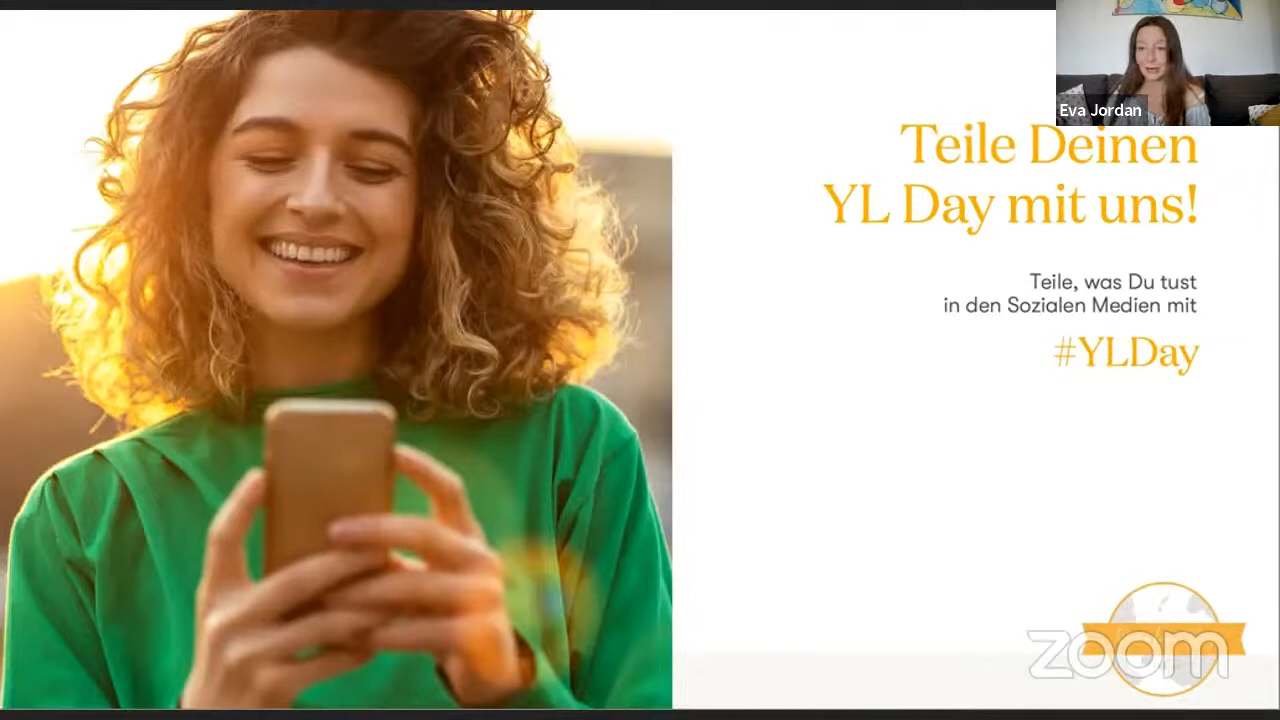 Eva Jordan
Teile Deinen
YL Day mit uns!
Teile, was Du tust
in den Sozialen Medien mit
#YLDay
zoom